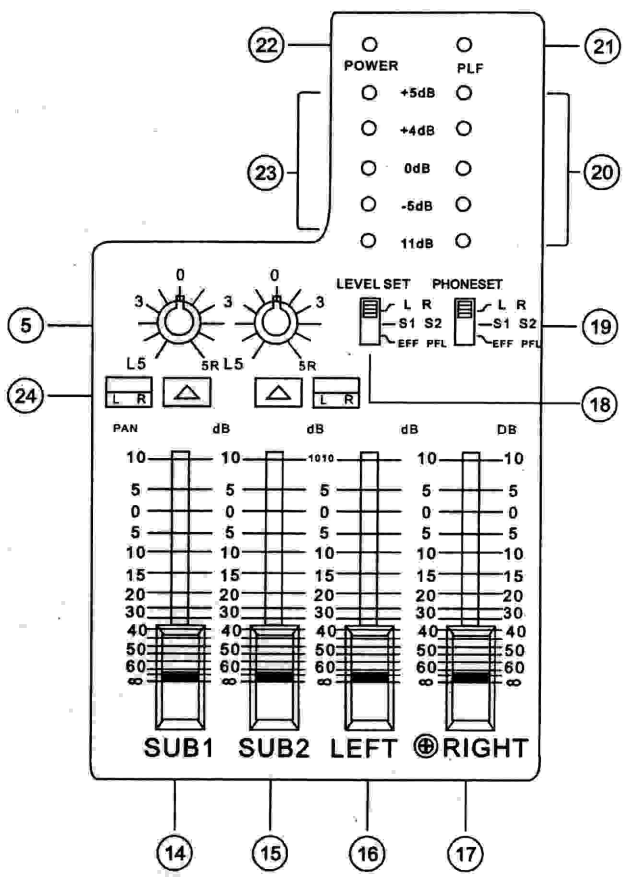 22 21
POWER PLF
+5dB
+4dB
23 0dB 20
-5dB
11dB
LEVEL SET PHONESET
0 0
3 3 L R
5 S1 S2 S1 S2 19
EFF PFL EFF PFL
L5 5R L5 5R
24 L R L R 18
PAN dB dB dB DB
10 10 1010 10 10
5 5 5 5 5
0 0 0 0 0
5 5 5 5 5
10 10 10 10 10
15 15 15 15 15
20 20 20 20 20
30 30 30 30 30
40 40 40 40 40
50 50 50 50 50
60 60 60 60 60
∞ ∞ ∞ ∞ ∞
SUB1 SUB2 LEFT RIGHT
14 15 16 17